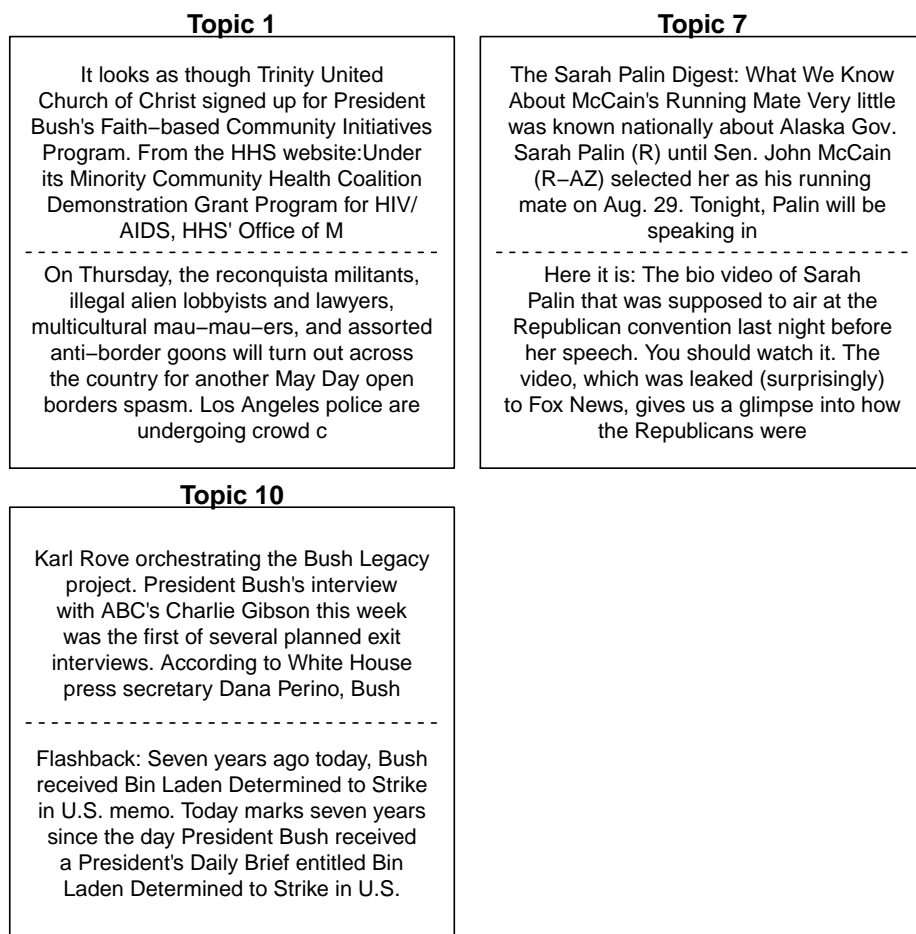 Topic 1
It looks as though Trinity United
Church of Christ signed up for President
Bush's Faith−based Community Initiatives
Program. From the HHS website:Under
its Minority Community Health Coalition
Demonstration Grant Program for HIV/
AIDS, HHS' Office of M
On Thursday, the reconquista militants,
illegal alien lobbyists and lawyers,
multicultural mau−mau−ers, and assorted
anti−border goons will turn out across
the country for another May Day open
borders spasm. Los Angeles police are
undergoing crowd c
Topic 7
The Sarah Palin Digest: What We Know
About McCain's Running Mate Very little
was known nationally about Alaska Gov.
Sarah Palin (R) until Sen. John McCain
(R−AZ) selected her as his running
mate on Aug. 29. Tonight, Palin will be
speaking in
Here it is: The bio video of Sarah
Palin that was supposed to air at the
Republican convention last night before
her speech. You should watch it. The
video, which was leaked (surprisingly)
to Fox News, gives us a glimpse into how
the Republicans were
Topic 10
Karl Rove orchestrating the Bush Legacy
project. President Bush's interview
with ABC's Charlie Gibson this week
was the first of several planned exit
interviews. According to White House
press secretary Dana Perino, Bush
Flashback: Seven years ago today, Bush
received Bin Laden Determined to Strike
in U.S. memo. Today marks seven years
since the day President Bush received
a President's Daily Brief entitled Bin
Laden Determined to Strike in U.S.